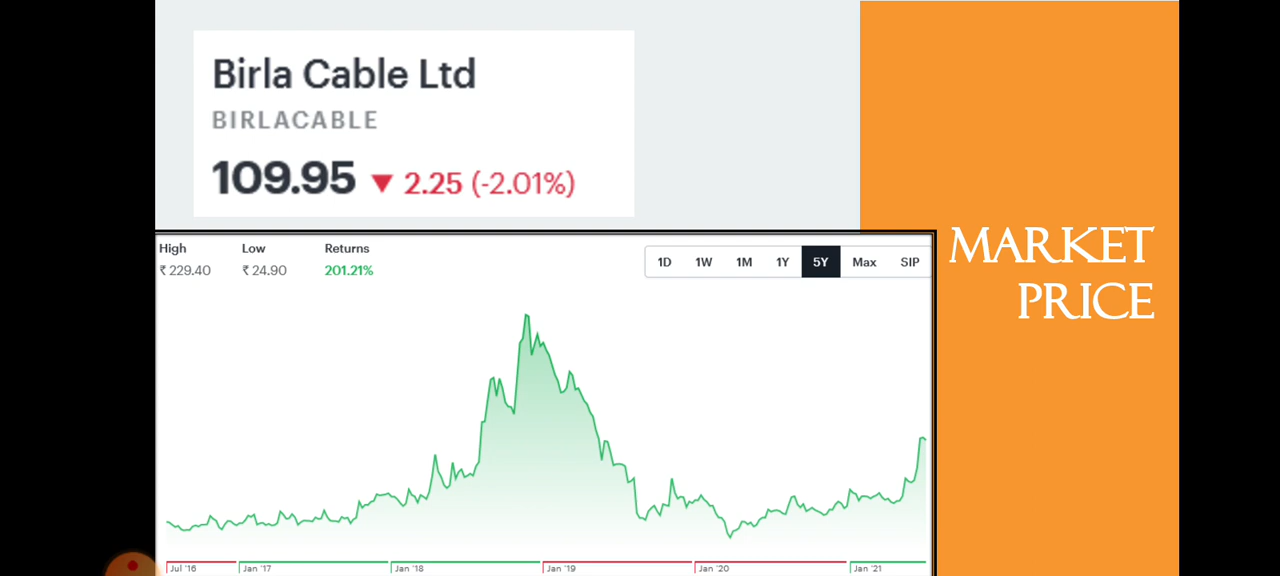 Birla Cable Ltd
BIRLACABLE
109.95 ▼ 2.25 (-2.01%)
MARKET
PRICE
High Low Returns
₹229.40 ₹24.90 201.21%
1D 1W 1M 1Y 5Y Max SIP
Jul '16 Jan '17 Jan '18 Jan '19 Jan '20 Jan '21